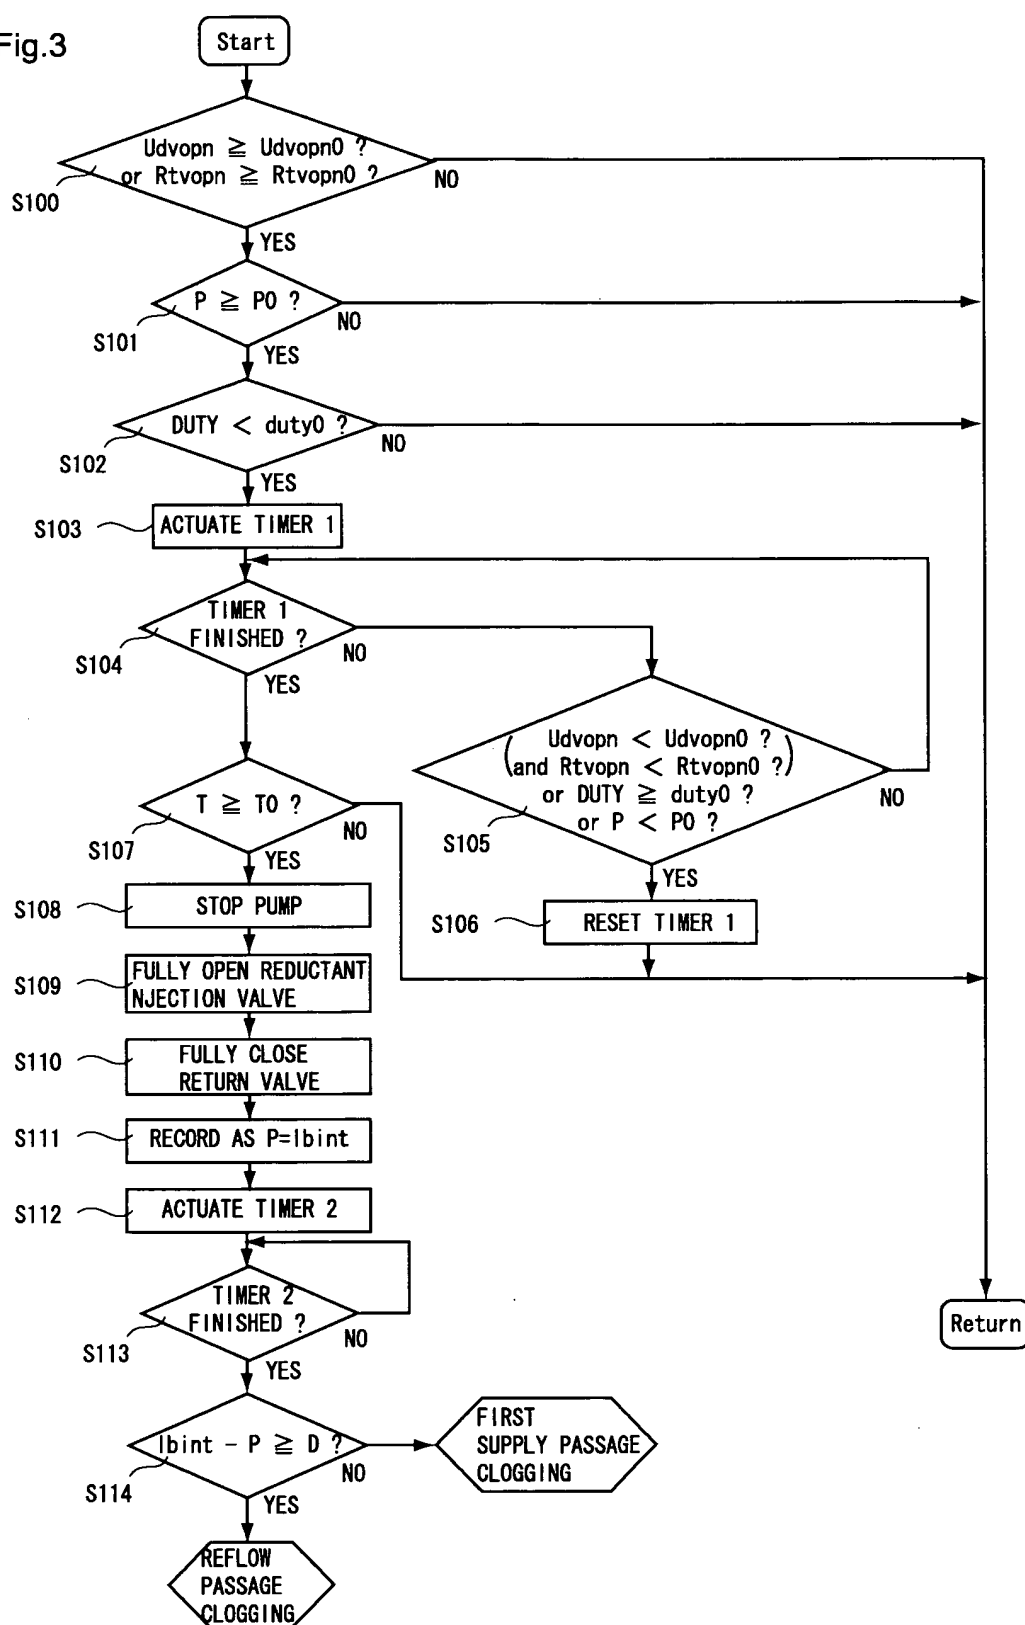 Fig.3
Start
Udvopn ≧ Udvopn0 ?
or Rtvopn ≧ Rtvopn0 ?
S100
NO
YES
P ≧ P0 ?
S101
NO
YES
DUTY < duty0 ?
S102
NO
YES
S103
ACTUATE TIMER 1
TIMER 1
FINISHED ?
S104
NO
YES
Udvopn < Udvopn0 ?
(and Rtvopn < Rtvopn0 ?)
or DUTY ≧ duty0 ?
or P < P0 ?
S105
NO
YES
S106
RESET TIMER 1
T ≧ T0 ?
S107
NO
YES
S108
STOP PUMP
S109
FULLY OPEN REDUCTANT
NJECTION VALVE
S110
FULLY CLOSE
RETURN VALVE
S111
RECORD AS P=Ibint
S112
ACTUATE TIMER 2
TIMER 2
FINISHED ?
S113
NO
YES
Return
Ibint - P ≧ D ?
S114
NO
YES
FIRST
SUPPLY PASSAGE
CLOGGING
REFLOW
PASSAGE
CLOGGING